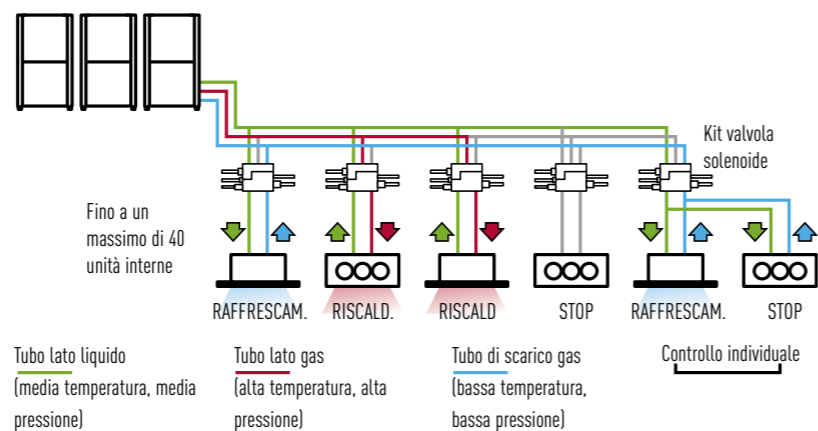 Kit valvola
solenoide
Fino a un
massimo di 40
unità interne
RAFFRESCAM.
RISCALD.
RISCALD
STOP
RAFFRESCAM.
STOP
Tubo lato liquido
(media temperatura, media
pressione)
Tubo lato gas
(alta temperatura, alta
pressione)
Tubo di scarico gas
(bassa temperatura,
bassa pressione)
Controllo individuale